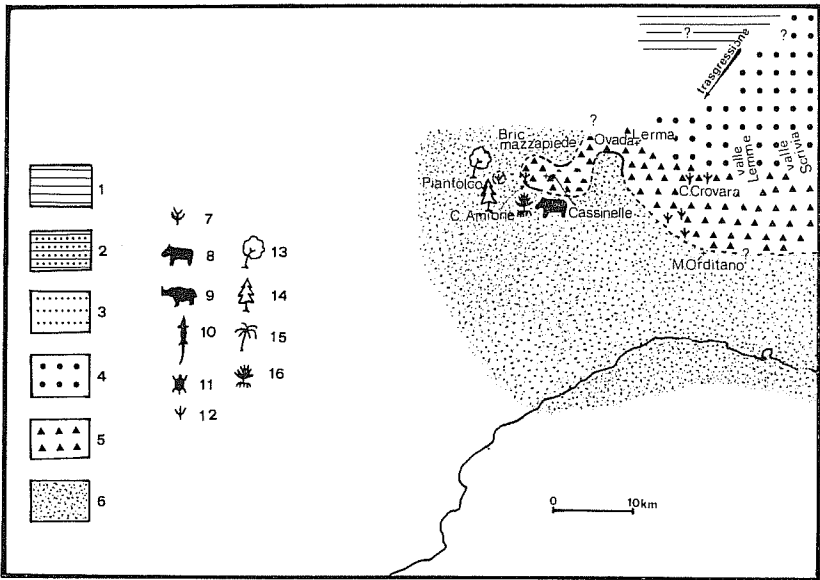 ?
?
trasgressione
?
Bric
mazzapiede
Ovada
Lerma
valle
Lemme
valle
Scrivia
Pianfolco
C. Crovara
C. Amione
Cassinelle
M.Orditano
?
1
2
3
4
5
6
7
8
9
10
11
12
13
14
15
16
0
10km